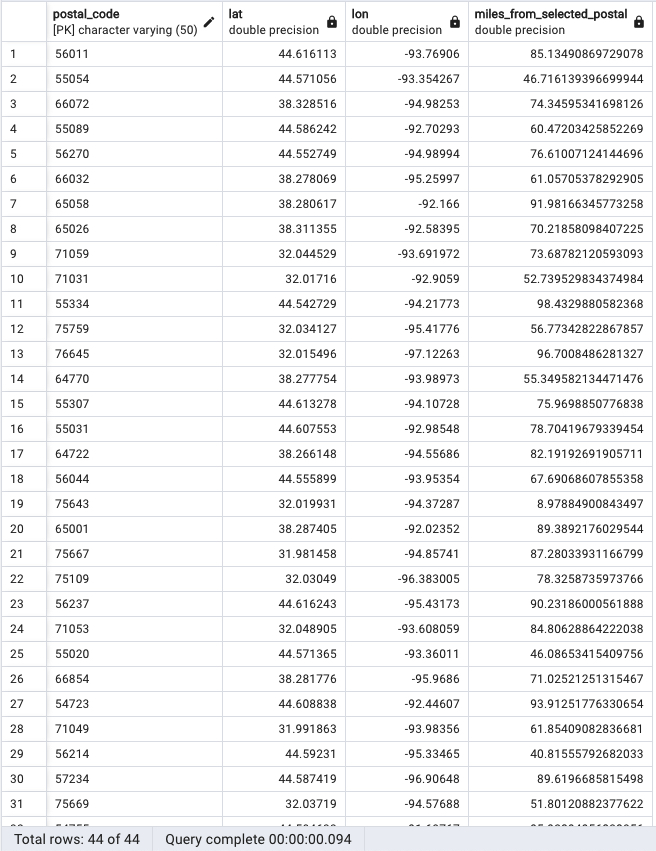 postal_code lat lon miles_from_selected_postal
[PK] character varying (50) double precision double precision double precision
1 56011 44.616113 -93.76906 85.13490869729078
2 55054 44.571056 -93.354267 46.716139396699944
3 66072 38.328516 -94.98253 74.34595341698126
4 55089 44.586242 -92.70293 60.47203425852269
5 56270 44.552749 -94.98994 76.61007124144696
6 66032 38.278069 -95.25997 61.05705378292905
7 65058 38.280617 -92.166 91.98166345773258
8 65026 38.311355 -92.58395 70.21858098407225
9 71059 32.044529 -93.691972 73.68782120593093
10 71031 32.01716 -92.9059 52.739529834374984
11 55334 44.542729 -94.21773 98.4329880582368
12 75759 32.034127 -95.41776 56.77342822867857
13 76645 32.015496 -97.12263 96.7008486281327
14 64770 38.277754 -93.98973 55.349582134471476
15 55307 44.613278 -94.10728 75.9698850776838
16 55031 44.607553 -92.98548 78.70419679339454
17 64722 38.266148 -94.55686 82.19192691905711
18 56044 44.555899 -93.95354 67.69068607855358
19 75643 32.019931 -94.37287 8.97884900843497
20 65001 38.287405 -92.02352 89.3892176029544
21 75667 31.981458 -94.85741 87.28033931166799
22 75109 32.03049 -96.383005 78.3258735973766
23 56237 44.616243 -95.43173 90.23186000561888
24 71053 32.048905 -93.608059 84.80628864222038
25 55020 44.571365 -93.36011 46.08653415409756
26 66854 38.281776 -95.9686 71.02521251315467
27 54723 44.608838 -92.44607 93.91251776330654
28 71049 31.991863 -93.98356 61.85409082836681
29 56214 44.59231 -95.33465 40.81555792682033
30 57234 44.587419 -96.90648 89.6196685815498
31 75669 32.03719 -94.57688 51.80120882377622
Total rows: 44 of 44 Query complete 00:00:00.094